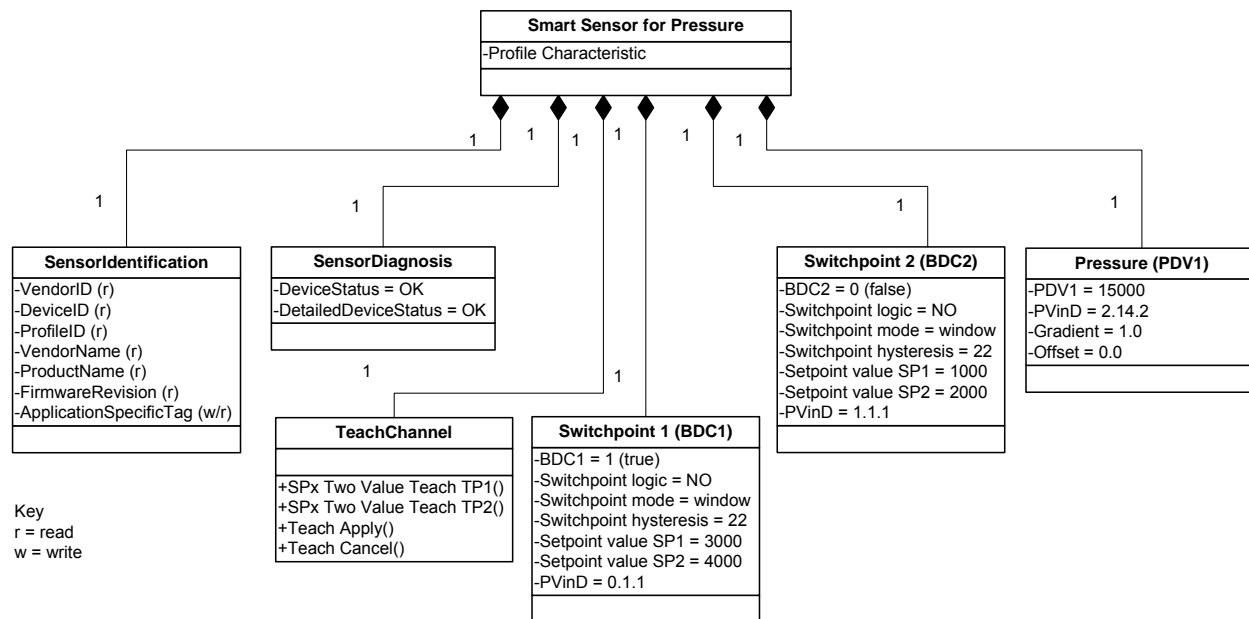 Smart Sensor for Pressure
-Profile Characteristic
1
1
1
1
1
1
1
1
1
1
1
1
SensorIdentification
-VendorID (r)
-DeviceID (r)
-ProfileID (r)
-VendorName (r)
-ProductName (r)
-FirmwareRevision (r)
-ApplicationSpecificTag (w/r)
SensorDiagnosis
-DeviceStatus = OK
-DetailedDeviceStatus = OK
Switchpoint 2 (BDC2)
-BDC2 = 0 (false)
-Switchpoint logic = NO
-Switchpoint mode = window
-Switchpoint hysteresis = 22
-Setpoint value SP1 = 1000
-Setpoint value SP2 = 2000
-PVinD = 1.1.1
Pressure (PDV1)
-PDV1 = 15000
-PVinD = 2.14.2
-Gradient = 1.0
-Offset = 0.0
TeachChannel
+SPx Two Value Teach TP1()
+SPx Two Value Teach TP2()
+Teach Apply()
+Teach Cancel()
Switchpoint 1 (BDC1)
-BDC1 = 1 (true)
-Switchpoint logic = NO
-Switchpoint mode = window
-Switchpoint hysteresis = 22
-Setpoint value SP1 = 3000
-Setpoint value SP2 = 4000
-PVinD = 0.1.1
Key
r = read
w = write